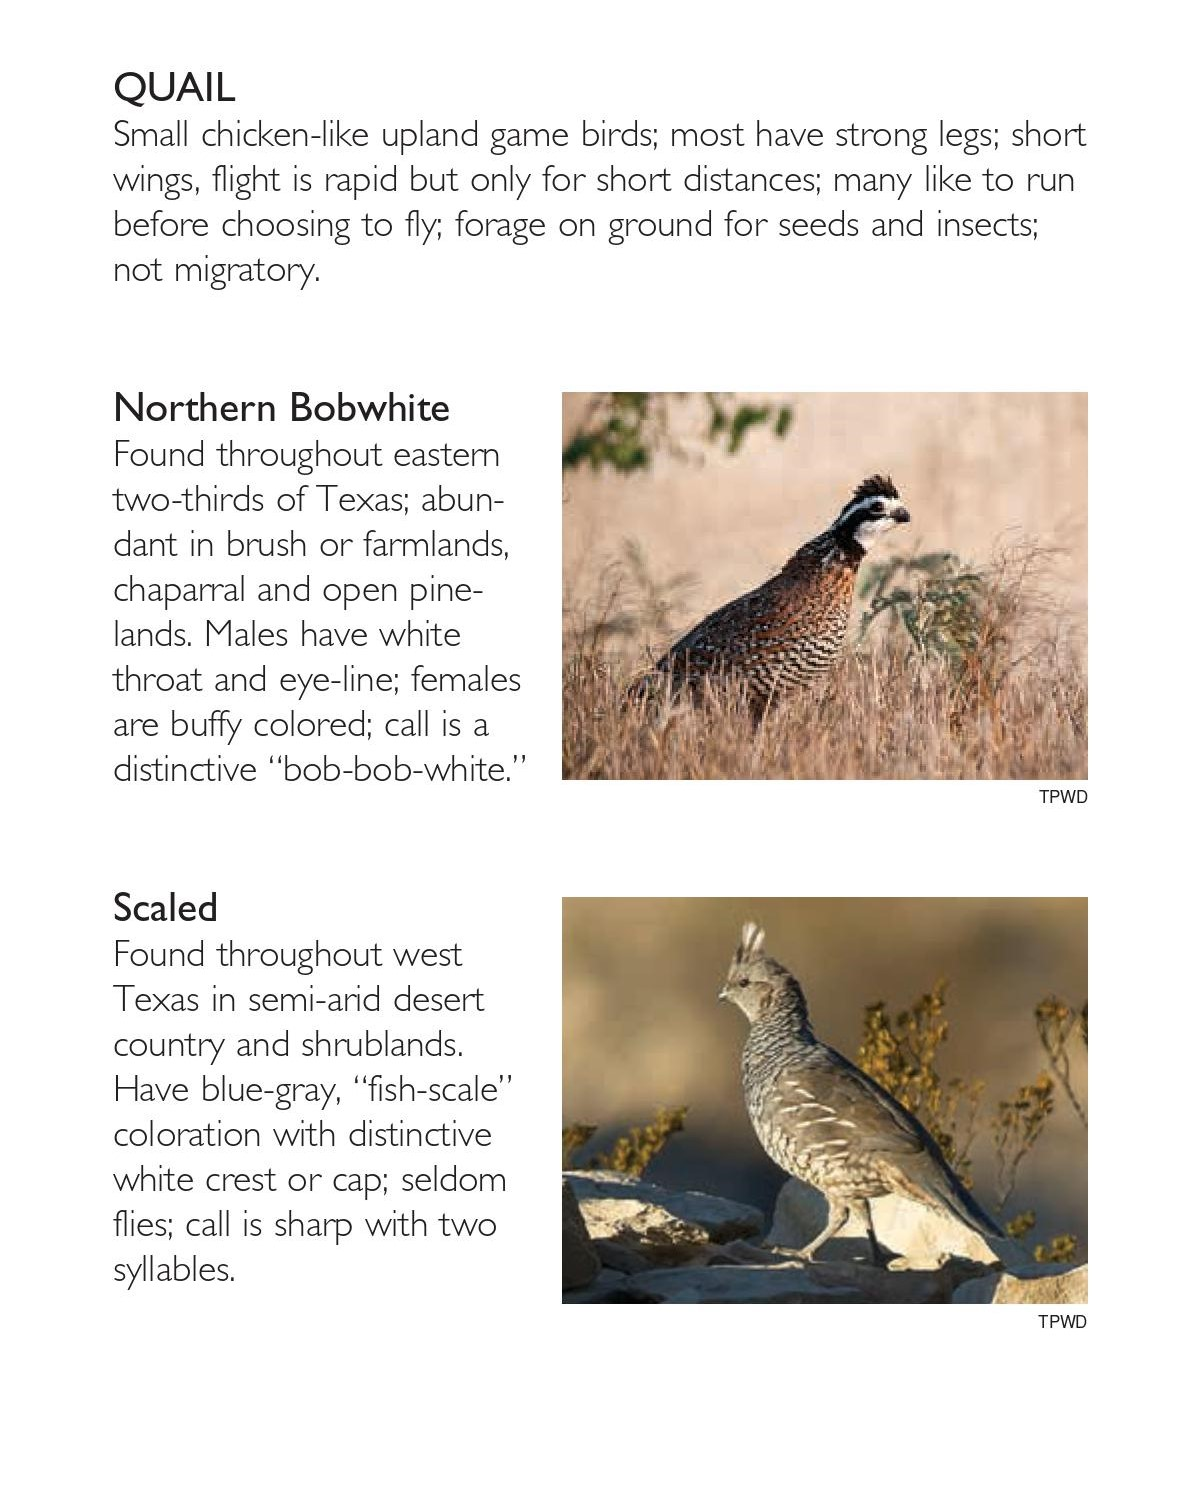 QUAIL
Small chicken-like upland game birds; most have strong legs; short
wings, flight is rapid but only for short distances; many like to run
before choosing to fly; forage on ground for seeds and insects;
not migratory.
Northern Bobwhite
Found throughout eastern
two-thirds of Texas; abun-
dant in brush or farmlands,
chaparral and open pine-
lands. Males have white
throat and eye-line; females
are buffy colored; call is a
distinctive “bob-bob-white.”
TPWD
Scaled
Found throughout west
Texas in semi-arid desert
country and shrublands.
Have blue-gray, “fish-scale”
coloration with distinctive
white crest or cap; seldom
flies; call is sharp with two
syllables.
TPWD